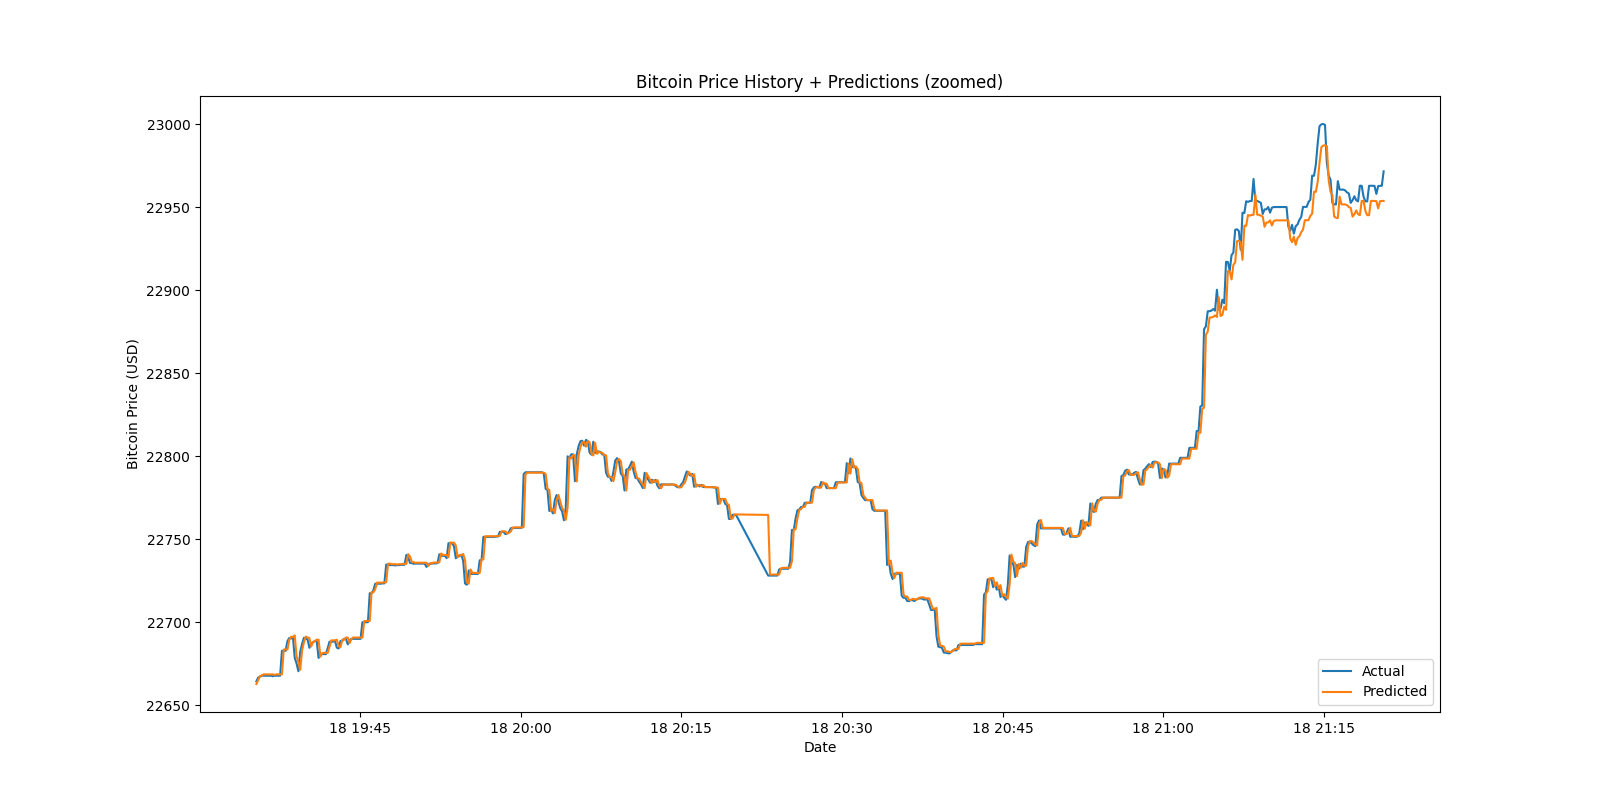 Bitcoin Price History + Predictions (zoomed)
23000
22950
22900
22850
22800
22750
22700
22650
Bitcoin Price (USD)
18 19:45 18 20:00 18 20:15 18 20:30 18 20:45 18 21:00 18 21:15
Date
Actual
Predicted